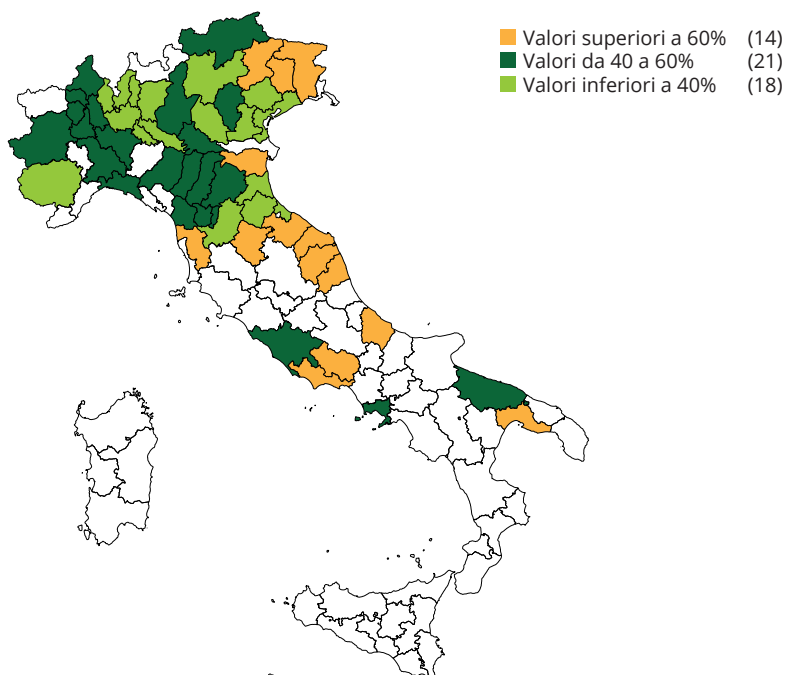 Valori superiori a 60% (14)
Valori da 40 a 60% (21)
Valori inferiori a 40% (18)